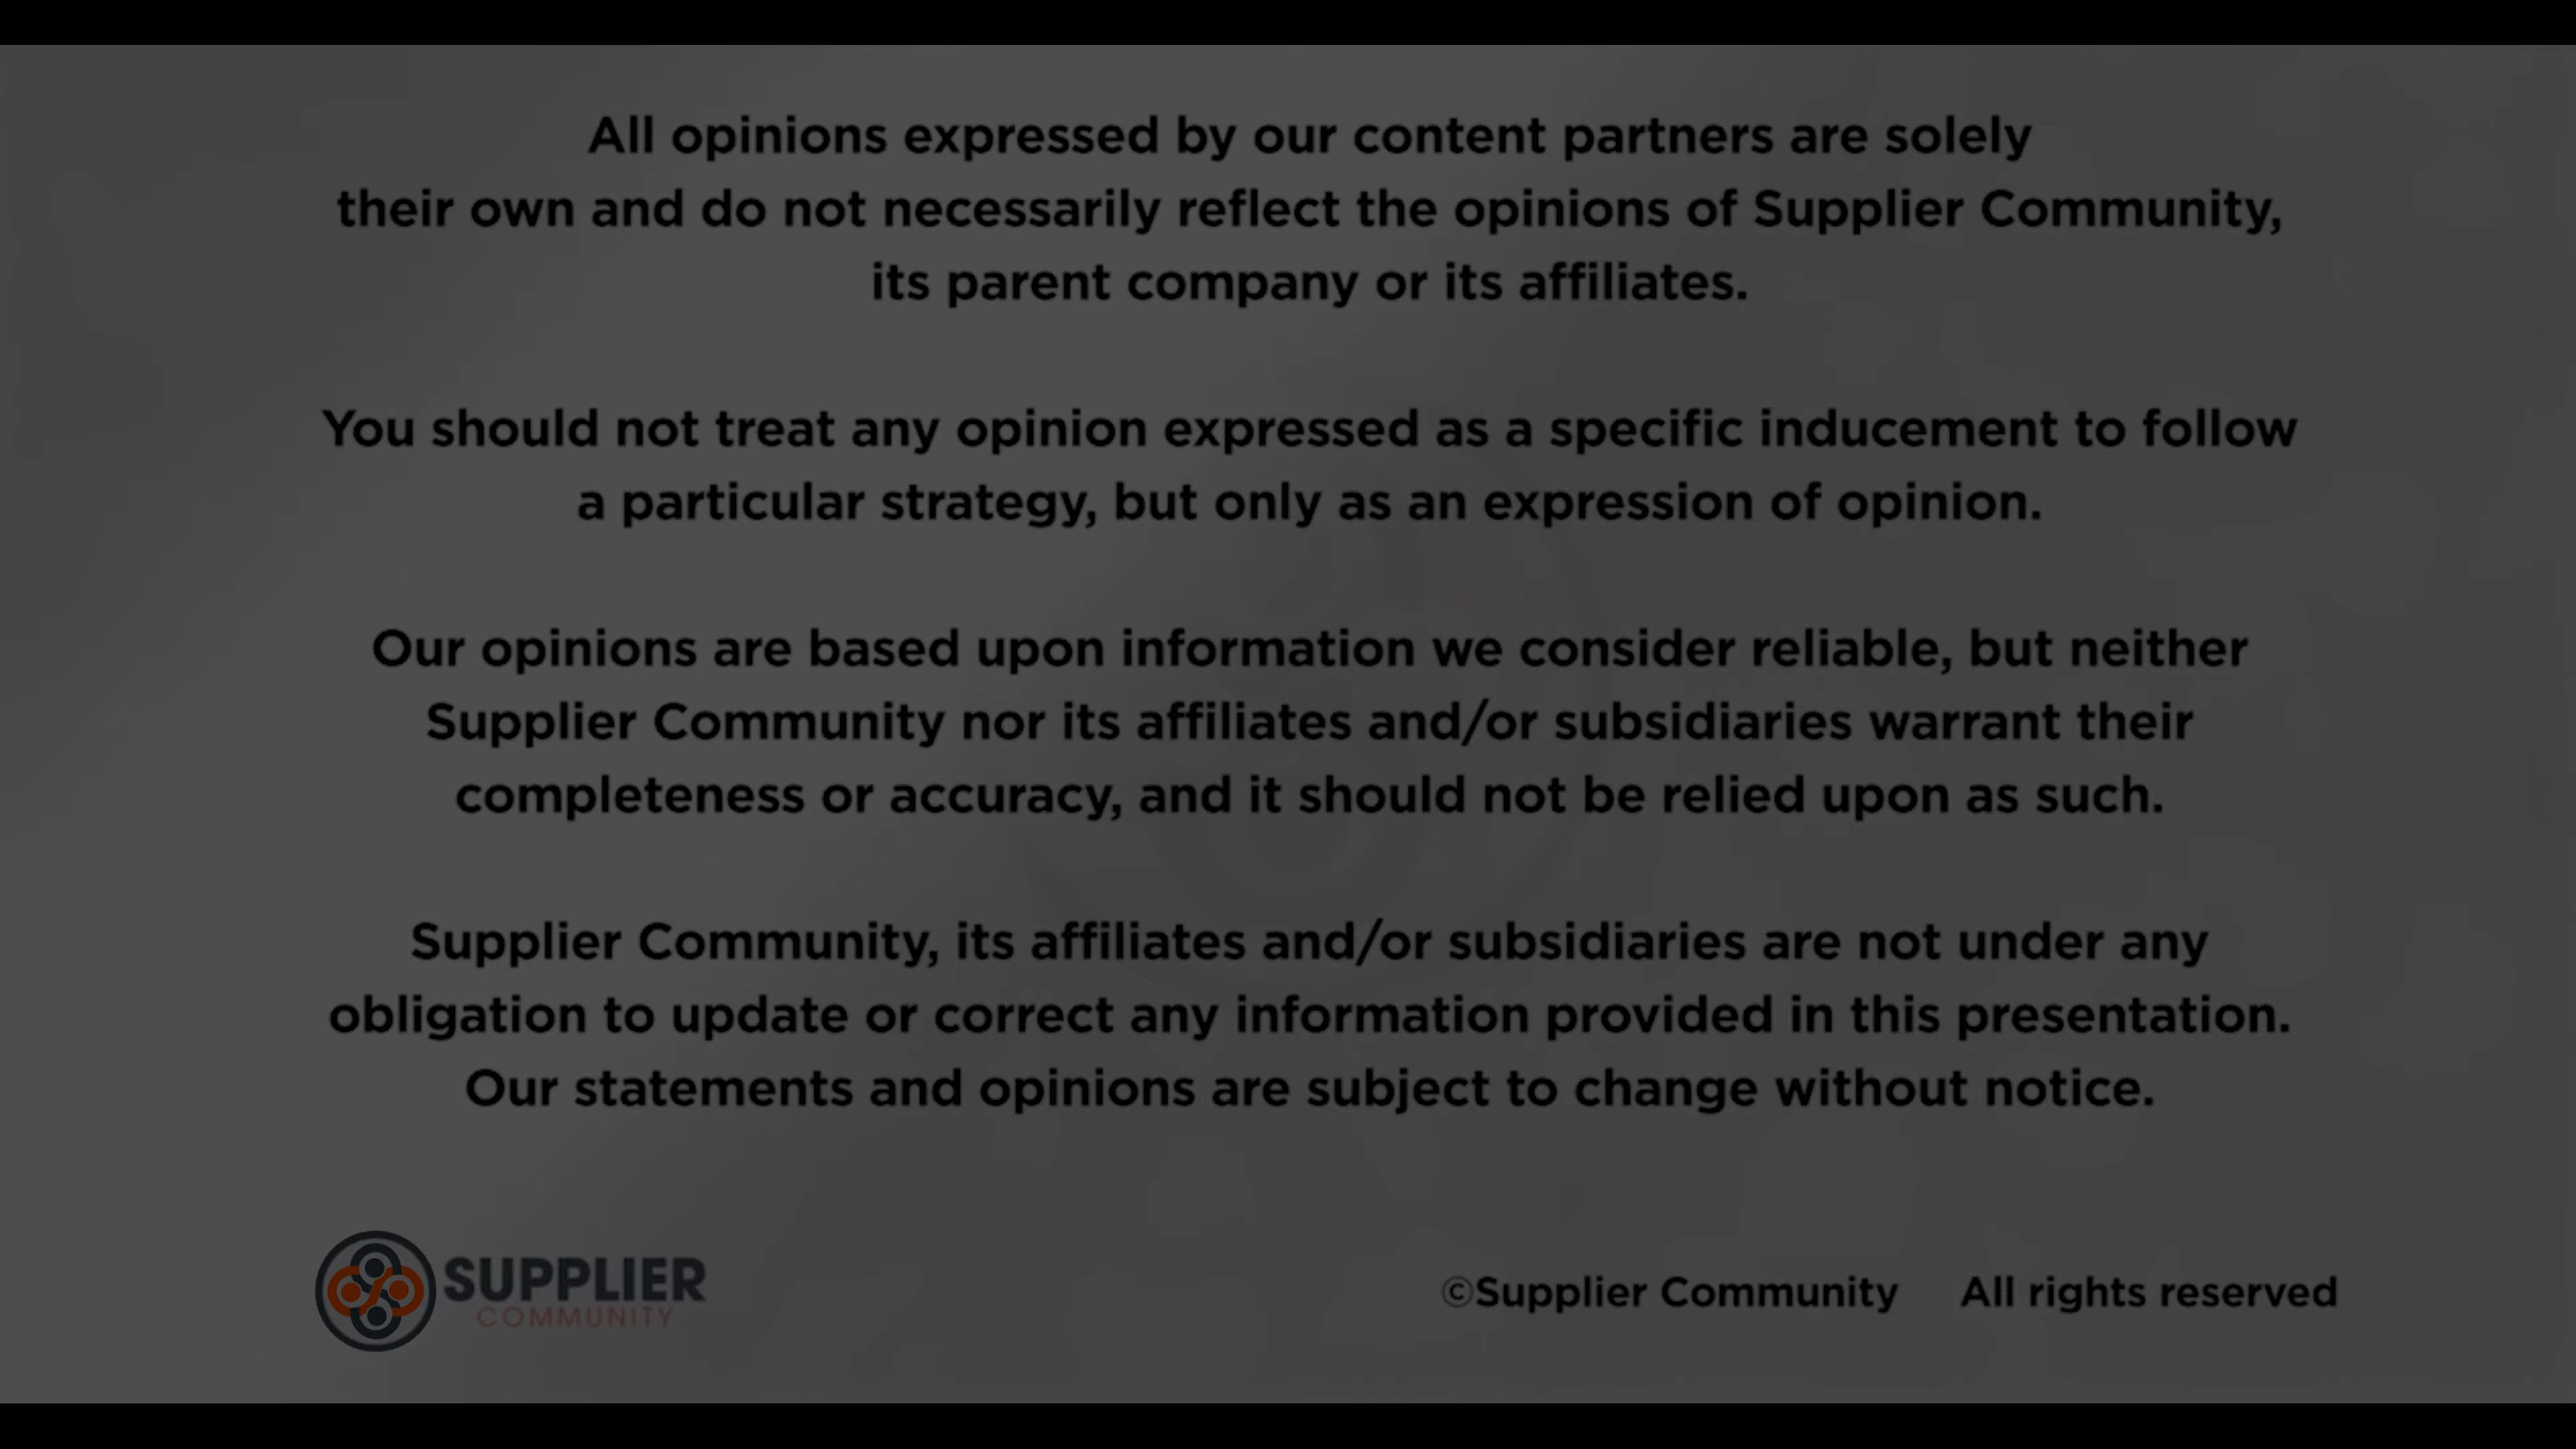 All opinions expressed by our content partners are solely
their own and do not necessarily reflect the opinions of Supplier Community,
its parent company or its affiliates.
You should not treat any opinion expressed as a specific inducement to follow
a particular strategy, but only as an expression of opinion.
Our opinions are based upon information we consider reliable, but neither
Supplier Community nor its affiliates and/or subsidiaries warrant their
completeness or accuracy, and it should not be relied upon as such.
Supplier Community, its affiliates and/or subsidiaries are not under any
obligation to update or correct any information provided in this presentation.
Our statements and opinions are subject to change without notice.
SUPPLIER
COMMUNITY
©Supplier Community All rights reserved